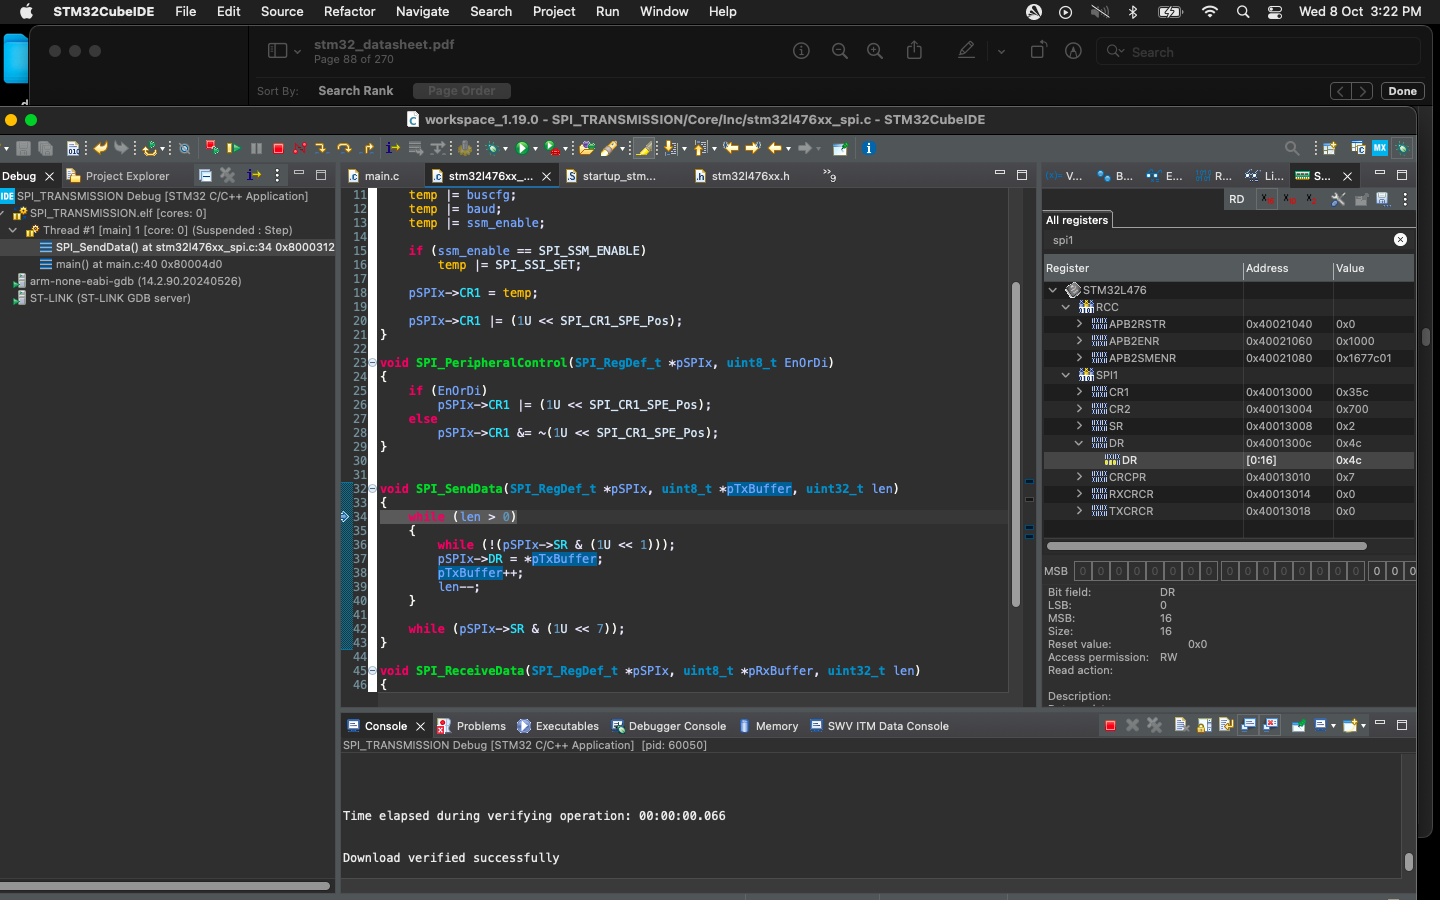 STM32CubeIDE File Edit Source Refactor Navigate Search Project Run Window Help Wed 8 Oct 3:22 PM
stm32_datasheet.pdf
Page 88 of 270
Search
Sort By: Search Rank Page Order Done
workspace_1.19.0 - SPI_TRANSMISSION/Core/Inc/stm32l476xx_spi.c - STM32CubeIDE
Debug Project Explorer
IDE SPI_TRANSMISSION Debug [STM32 C/C++ Application]
SPI_TRANSMISSION.elf [cores: 0]
Thread #1 [main] 1 [core: 0] (Suspended : Step)
SPI_SendData() at stm32l476xx_spi.c:34 0x8000312
main() at main.c:40 0x80004d0
arm-none-eabi-gdb (14.2.90.20240526)
ST-LINK (ST-LINK GDB server)
main.c stm32l476xx_... startup_stm... stm32l476xx.h »9
11 temp |= buscfg;
12 temp |= baud;
13 temp |= ssm_enable;
14
15 if (ssm_enable == SPI_SSM_ENABLE)
16 temp |= SPI_SSI_SET;
17
18 pSPIx->CR1 = temp;
19
20 pSPIx->CR1 |= (1U << SPI_CR1_SPE_Pos);
21 }
22
23 void SPI_PeripheralControl(SPI_RegDef_t *pSPIx, uint8_t EnOrDi)
24 {
25 if (EnOrDi)
26 pSPIx->CR1 |= (1U << SPI_CR1_SPE_Pos);
27 else
28 pSPIx->CR1 &= ~(1U << SPI_CR1_SPE_Pos);
29 }
30
31
32 void SPI_SendData(SPI_RegDef_t *pSPIx, uint8_t *pTxBuffer, uint32_t len)
33 {
34 while (len > 0)
35 {
36 while (!(pSPIx->SR & (1U << 1)));
37 pSPIx->DR = *pTxBuffer;
38 pTxBuffer++;
39 len--;
40 }
41
42 while (pSPIx->SR & (1U << 7));
43 }
44
45 void SPI_ReceiveData(SPI_RegDef_t *pSPIx, uint8_t *pRxBuffer, uint32_t len)
46 {
V... B... E... R... Li... S...
RD
All registers
spi1
Register Address Value
STM32L476
RCC
APB2RSTR 0x40021040 0x0
APB2ENR 0x40021060 0x1000
APB2SMENR 0x40021080 0x1677c01
SPI1
CR1 0x40013000 0x35c
CR2 0x40013004 0x700
SR 0x40013008 0x2
DR 0x4001300c 0x4c
DR [0:16] 0x4c
CRCPR 0x40013010 0x7
RXCRCR 0x40013014 0x0
TXCRCR 0x40013018 0x0
MSB 0 0 0 0 0 0 0 0 0 0 0 0 0 0 0 0 0 0 0
Bit field: DR
LSB: 0
MSB: 16
Size: 16
Reset value: 0x0
Access permission: RW
Read action:
Description:
Console Problems Executables Debugger Console Memory SWV ITM Data Console
SPI_TRANSMISSION Debug [STM32 C/C++ Application] [pid: 60050]
Time elapsed during verifying operation: 00:00:00.066
Download verified successfully